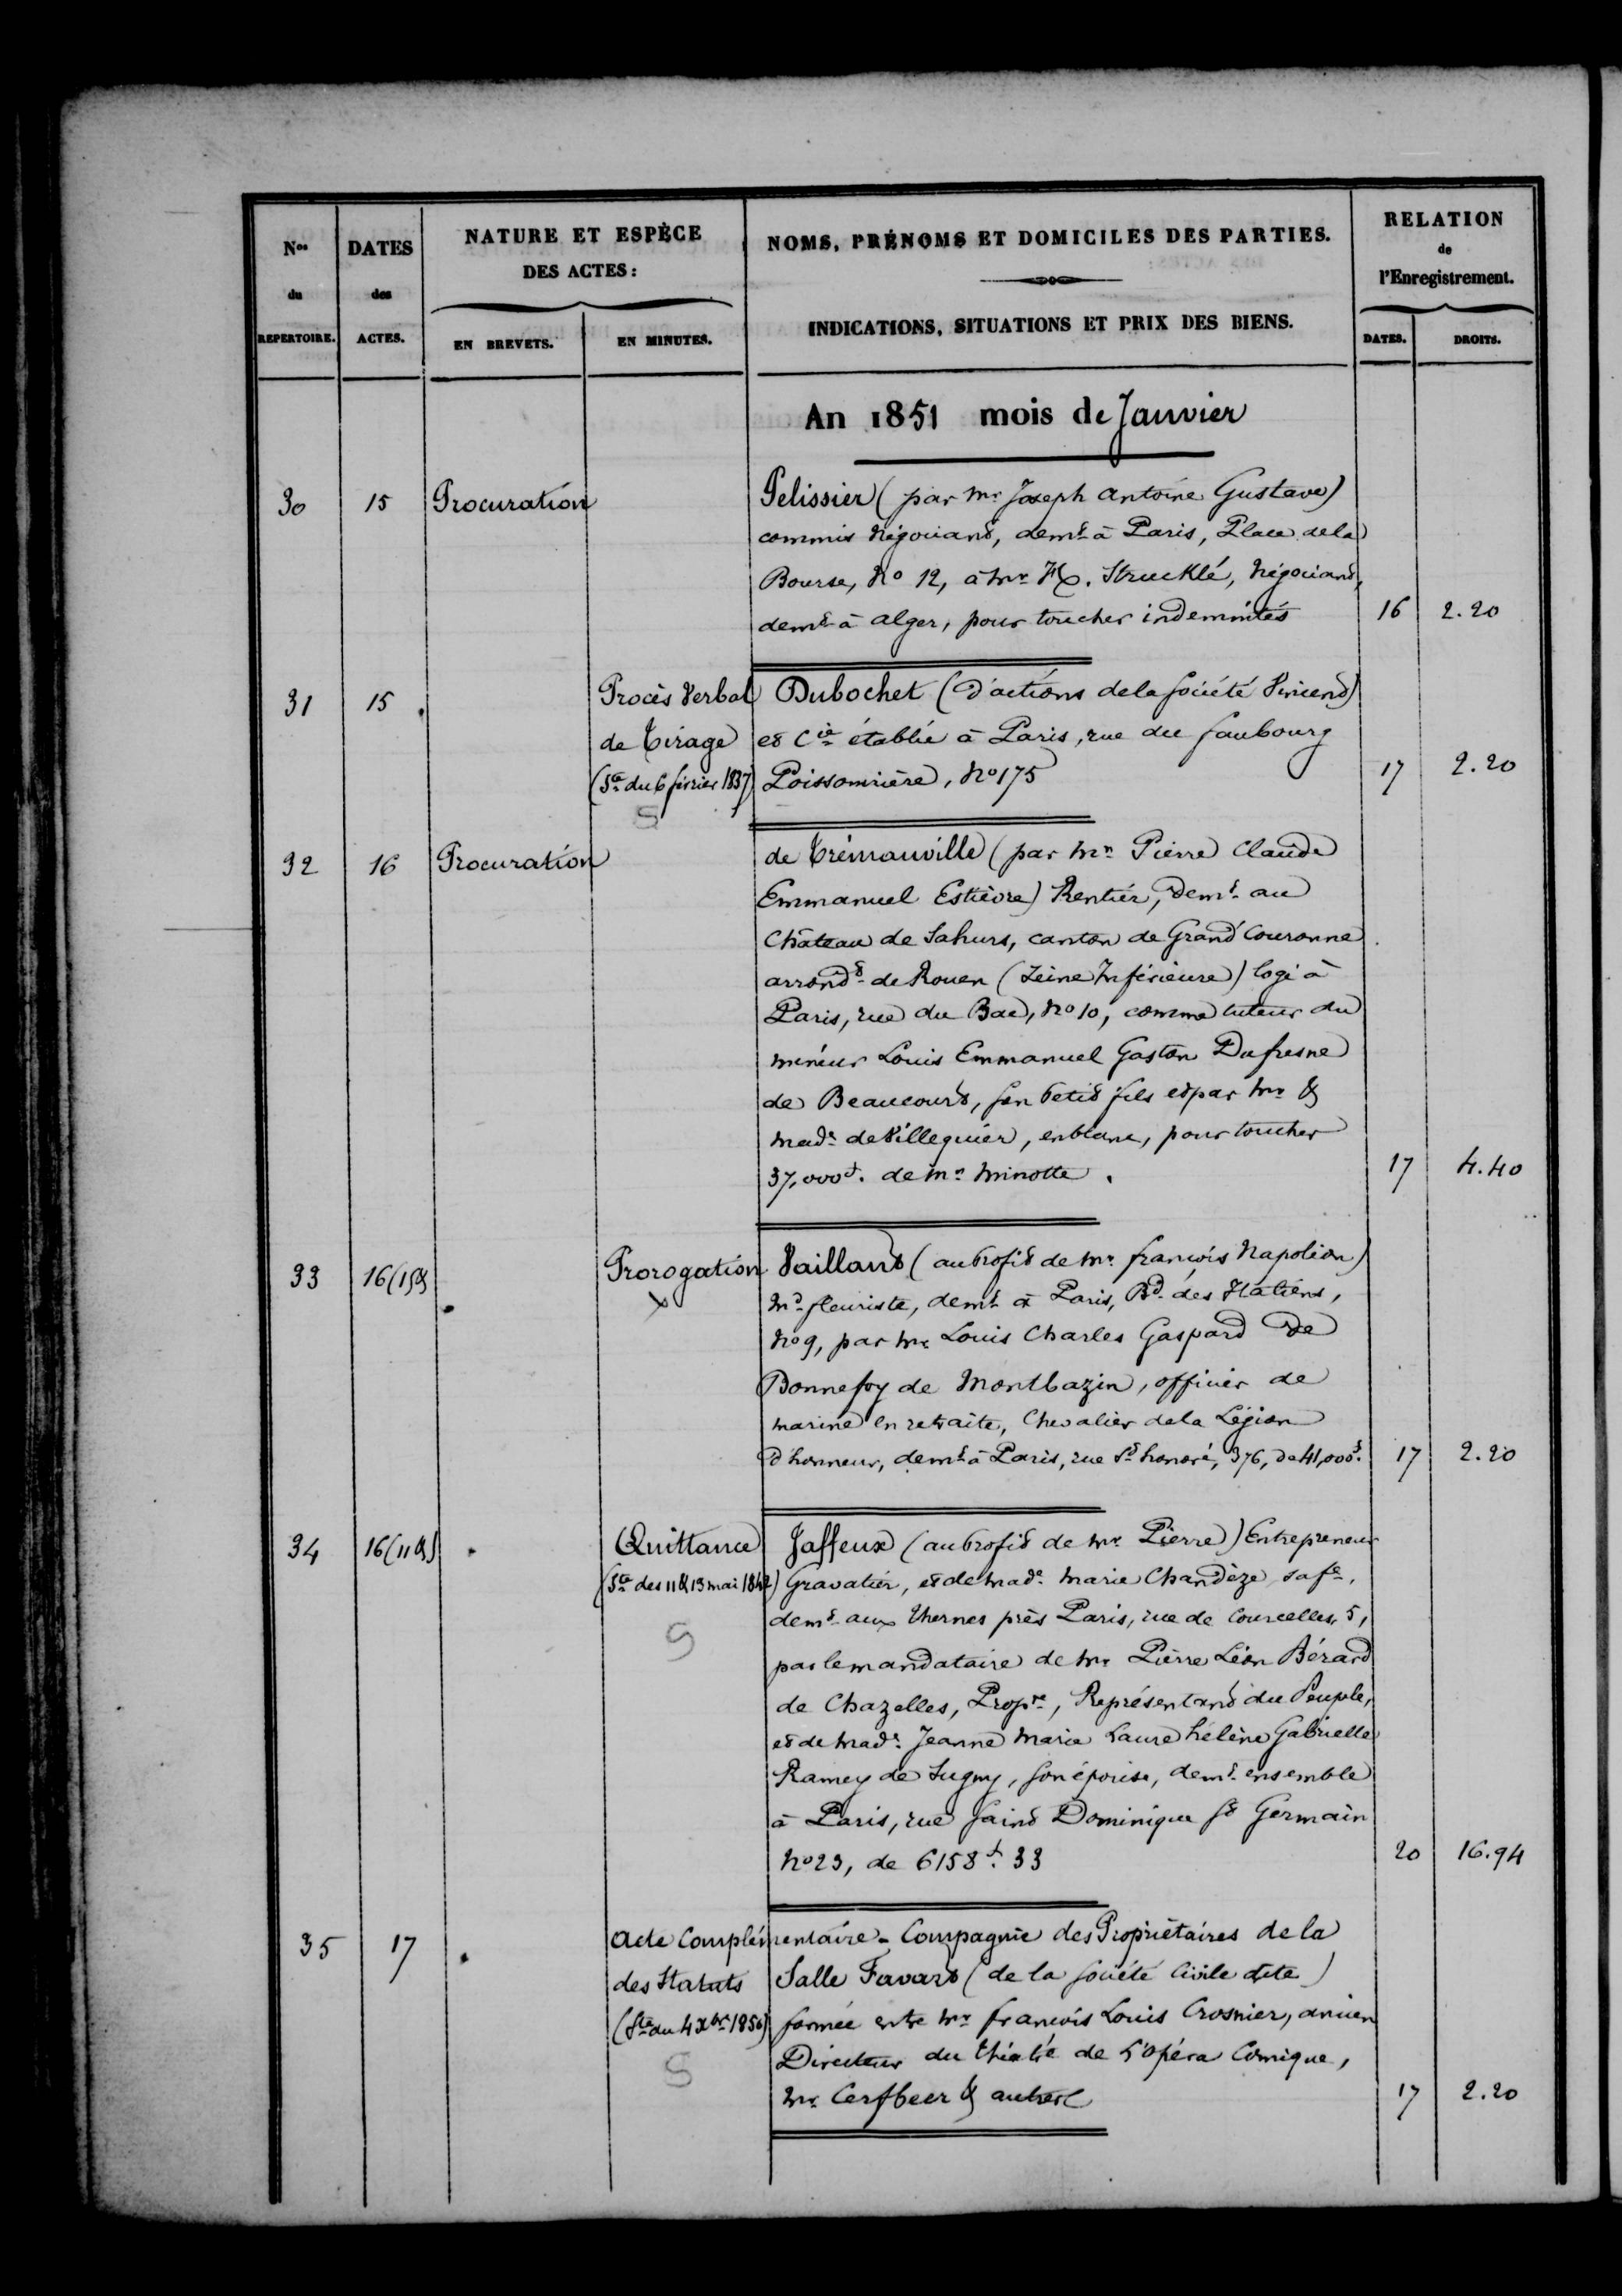 Nos du REPERTOIRE.
DATES des ACTES.
NATURE ET ESPÈCE DES ACTES:
EN BREVETS.
EN MINUTES.
NOMS, PRÉNOMS ET DOMICILES DES PARTIES.
INDICATIONS, SITUATIONS ET PRIX DES BIENS.
RELATION de l'Enregistrement.
DATES.
DROITS.
An 1851 mois de Janvier
30 15 Procuration Pelissier (par Mr Joseph Antoine Gustave)
commis négociant, demt à Paris, Place de la
Bourse, No 12, à Mr Strucklé, négociant,
demt à Alger, pour toucher indemnités 16 2.20
31 15 Procès Verbal Dubochet (d'actions de la Société Vincent)
de Tirage et Cie établie à Paris, rue du faubourg
(Ste du 6 février 1837) Poissonnière, No 175 17 2.20
S
32 16 Procuration de Trémauville (par Mr Pierre Claude
Emmanuel Estièvre) Rentier, demt au
Château de Sahurs, canton de Grand Couronne
arrondt de Rouen (Seine Inférieure) logé à
Paris, rue du Bac, No 10, comme tuteur du
mineur Louis Emmanuel Gaston Dufresne
de Beaucourt, son petit fils et par Mr &
Made de Villequier, en blanc, pour toucher
37,000f. de Mr Minotte. 17 4.40
33 16 (15&) Prorogation Vaillant (au profit de Mr françois Napoléon)
x Md fleuriste, demt à Paris, Bd des Italiens,
No 9, par Mr Louis Charles Gaspard de
Bonnefoy de Montbazin, officier de
marine en retraite, Chevalier de la Légion
d'honneur, demt à Paris, rue St honoré, 376, de 41,000f. 17 2.20
34 16 (11&) Quittance Jaffeux (au profit de Mr Pierre) Entrepreneur
(Ste des 11 & 13 mai 1842) Gravatier, et de Made Marie Chandèze, sa fe,
demt aux Thernes près Paris, rue de Courcelles, 5,
S
par le mandataire de Mr Pierre Léon Bérard
de Chazelles, Propre, Représentant du Peuple,
et de Made Jeanne Marie Laure hélène Gabrielle
Ramey de Sugny, son épouse, demt ensemble
à Paris, rue Saint Dominique St Germain
No 23, de 6158f. 33 20 16.94
35 17 Acte Complémentaire - Compagnie des Propriétaires de la
des Statuts Salle Favart (de la Société Civile dite)
(Ste du 4 Xbre 1850) formée entre Mr françois Louis Crosnier, ancien
Directeur du théâtre de l'Opéra Comique,
S
Mr Cerfbeer & autres 17 2.20